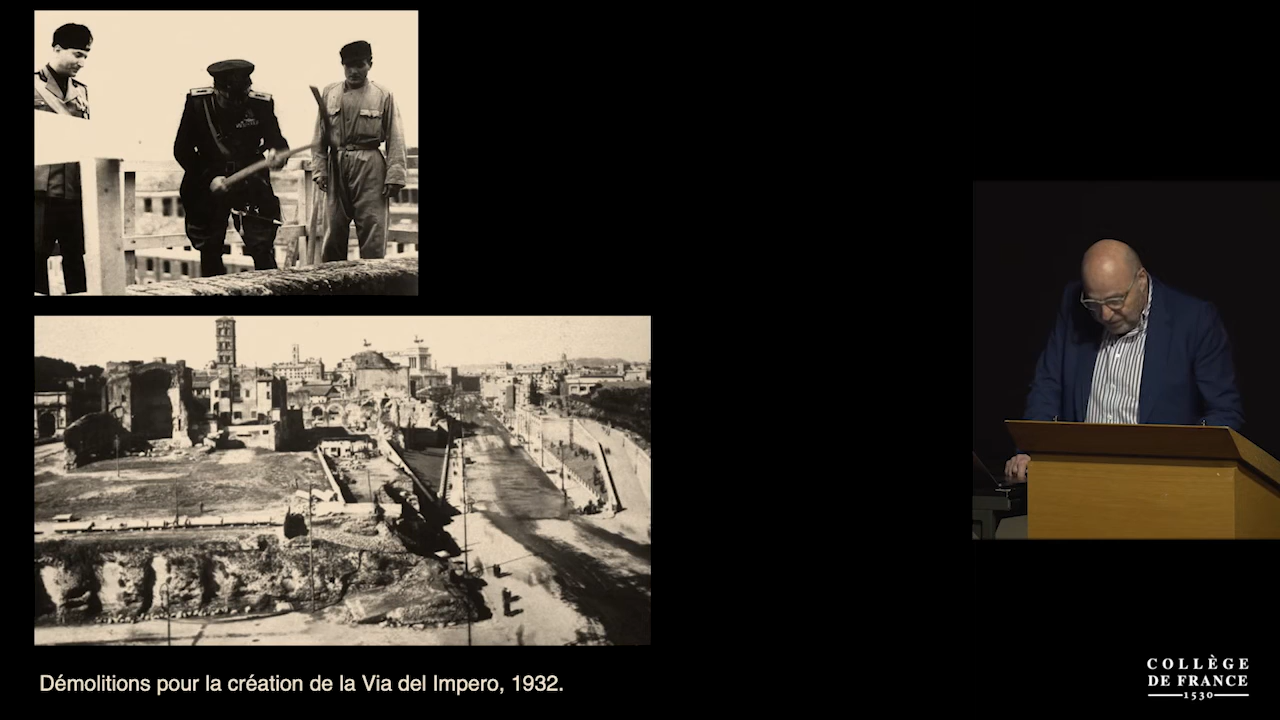 Démolitions pour la création de la Via del Impero, 1932.
COLLÈGE
DE FRANCE
1530